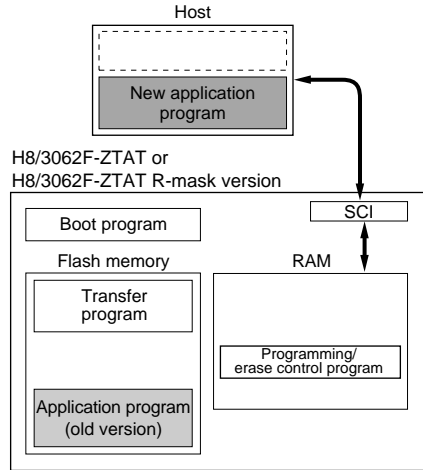 Host
New application
program
H8/3062F-ZTAT or
H8/3062F-ZTAT R-mask version
SCI
Boot program
Flash memory
RAM
Transfer
program
Programming/
erase control program
Application program
(old version)